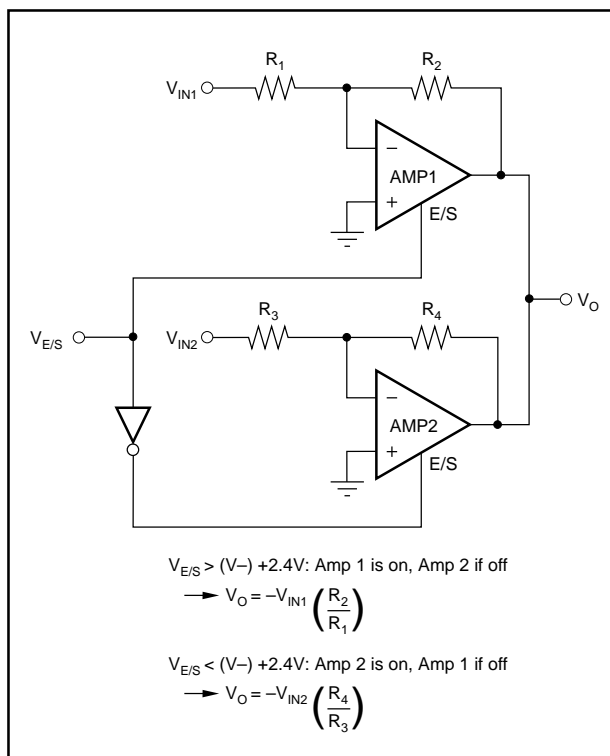 R1
R2
VIN1
–
AMP1
+
E/S
VO
R3
R4
VE/S
VIN2
–
AMP2
+
E/S
VE/S > (V–) +2.4V: Amp 1 is on, Amp 2 if off
VO = –VIN1 (R2/R1)
VE/S < (V–) +2.4V: Amp 2 is on, Amp 1 if off
VO = –VIN2 (R4/R3)